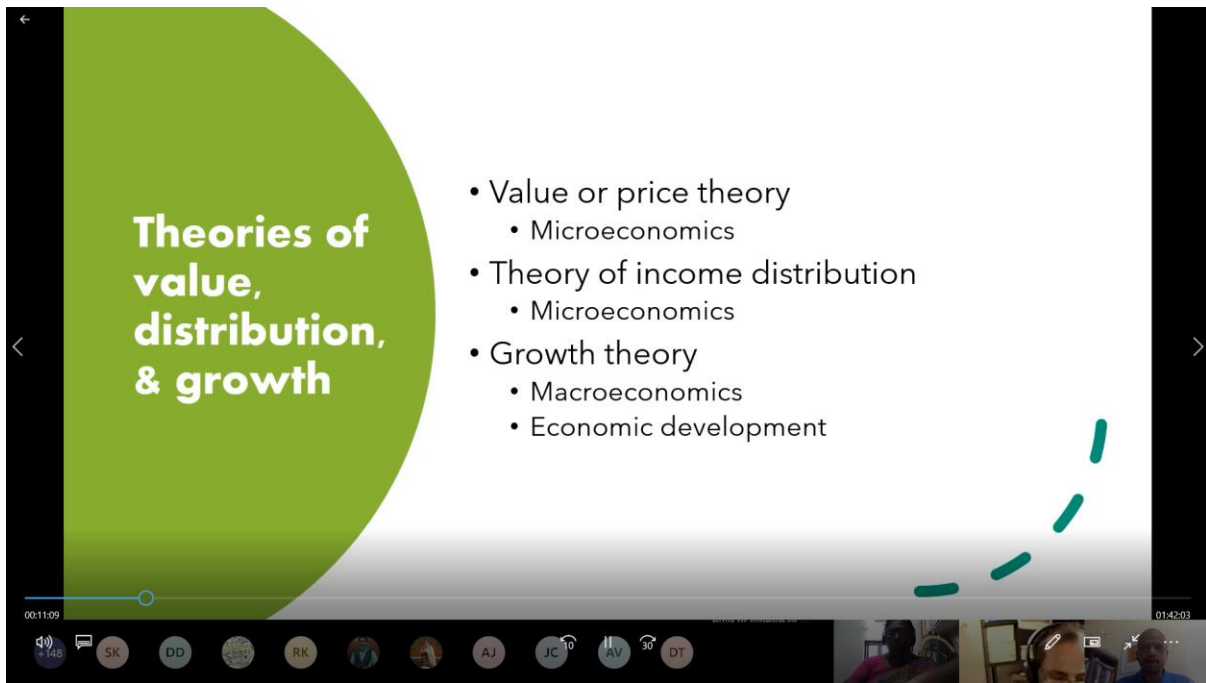 Theories of
value,
distribution,
& growth
• Value or price theory
• Microeconomics
• Theory of income distribution
• Microeconomics
• Growth theory
• Macroeconomics
• Economic development
00:11:09
01:42:03
+148
SK
DD
RK
AJ
JC
10
AV
30
DT